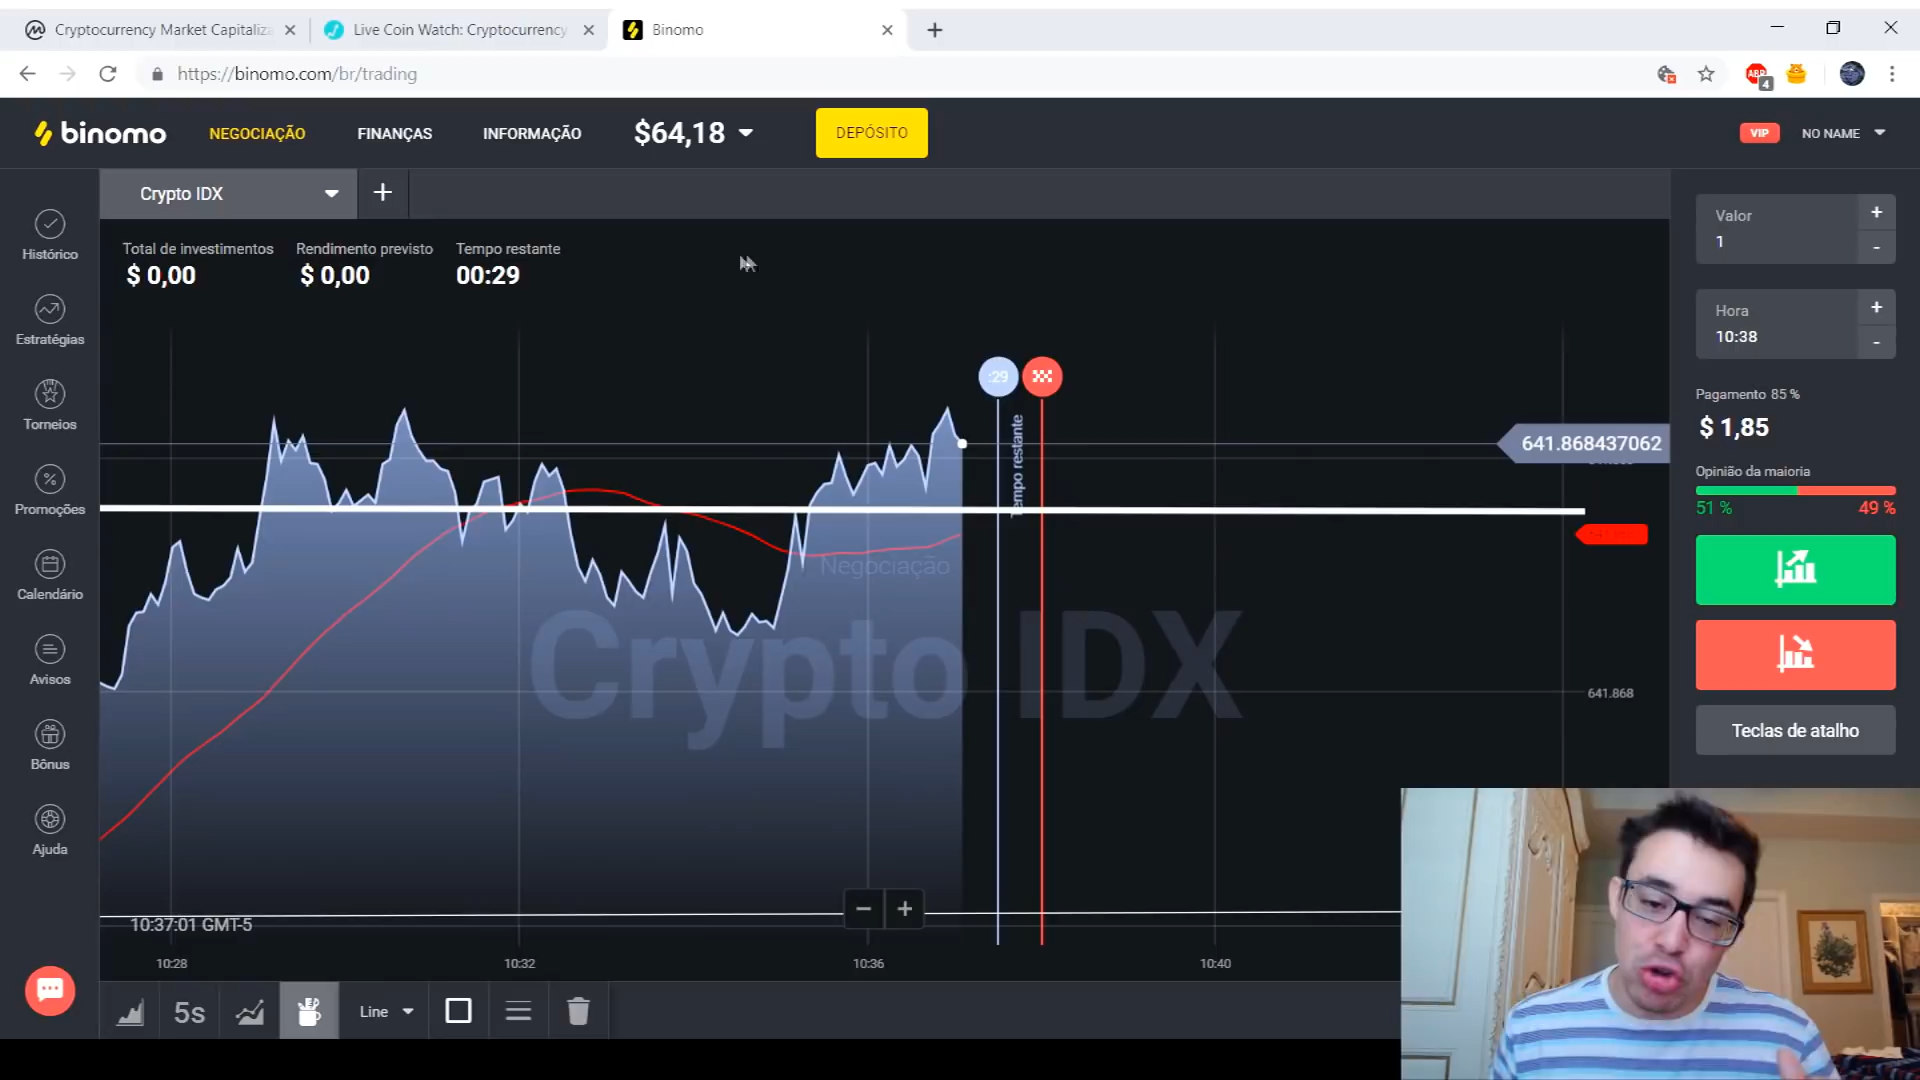 Cryptocurrency Market Capitaliza
Live Coin Watch: Cryptocurrency
Binomo
https://binomo.com/br/trading
ABP
4
binomo
NEGOCIAÇÃO
FINANÇAS
INFORMAÇÃO
$64,18
DEPÓSITO
VIP
NO NAME
Crypto IDX
Histórico
Estratégias
Torneios
Promoções
Calendário
Avisos
Bônus
Ajuda
Total de investimentos
$ 0,00
Rendimento previsto
$ 0,00
Tempo restante
00:29
:29
Tempo restante
641.868437062
Negociação
Crypto IDX
641.868
10:37:01 GMT-5
10:28
10:32
10:36
10:40
5s
Line
Valor
1
Hora
10:38
Pagamento 85 %
$ 1,85
Opinião da maioria
51 %
49 %
Teclas de atalho